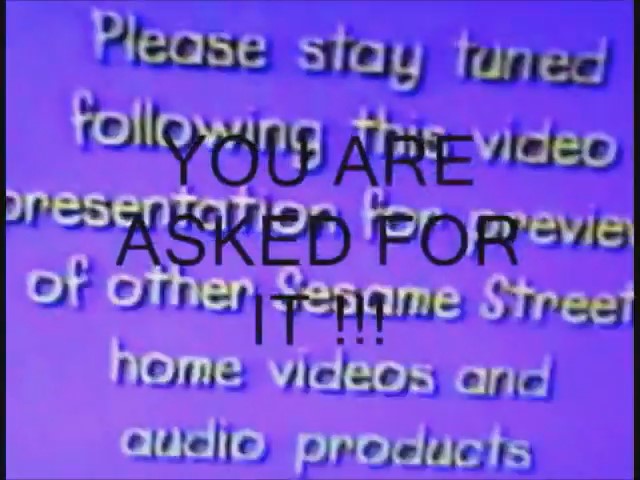 Please stay tuned
following this video
presentation for preview
of other Sesame Street
home videos and
audio products
YOU ARE
ASKED FOR
IT !!!